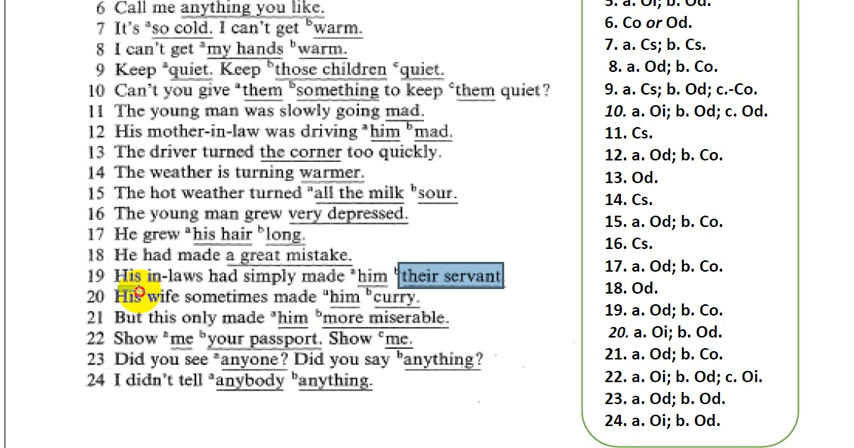 6 Call me anything you like.
7 It's ᵃso cold. I can't get ᵇwarm.
8 I can't get ᵃmy hands ᵇwarm.
9 Keep ᵃquiet. Keep ᵇthose children ᶜquiet.
10 Can't you give ᵃthem ᵇsomething to keep ᶜthem quiet?
11 The young man was slowly going mad.
12 His mother-in-law was driving ᵃhim ᵇmad.
13 The driver turned the corner too quickly.
14 The weather is turning warmer.
15 The hot weather turned ᵃall the milk ᵇsour.
16 The young man grew very depressed.
17 He grew ᵃhis hair ᵇlong.
18 He had made a great mistake.
19 His in-laws had simply made ᵃhim ᵇtheir servant
20 His wife sometimes made ᵃhim ᵇcurry.
21 But this only made ᵃhim ᵇmore miserable.
22 Show ᵃme ᵇyour passport. Show ᶜme.
23 Did you see ᵃanyone? Did you say ᵇanything?
24 I didn't tell ᵃanybody ᵇanything.
5. a. Oi; b. Od.
6. Co or Od.
7. a. Cs; b. Cs.
8. a. Od; b. Co.
9. a. Cs; b. Od; c.-Co.
10. a. Oi; b. Od; c. Od.
11. Cs.
12. a. Od; b. Co.
13. Od.
14. Cs.
15. a. Od; b. Co.
16. Cs.
17. a. Od; b. Co.
18. Od.
19. a. Od; b. Co.
20. a. Oi; b. Od.
21. a. Od; b. Co.
22. a. Oi; b. Od; c. Oi.
23. a. Od; b. Od.
24. a. Oi; b. Od.